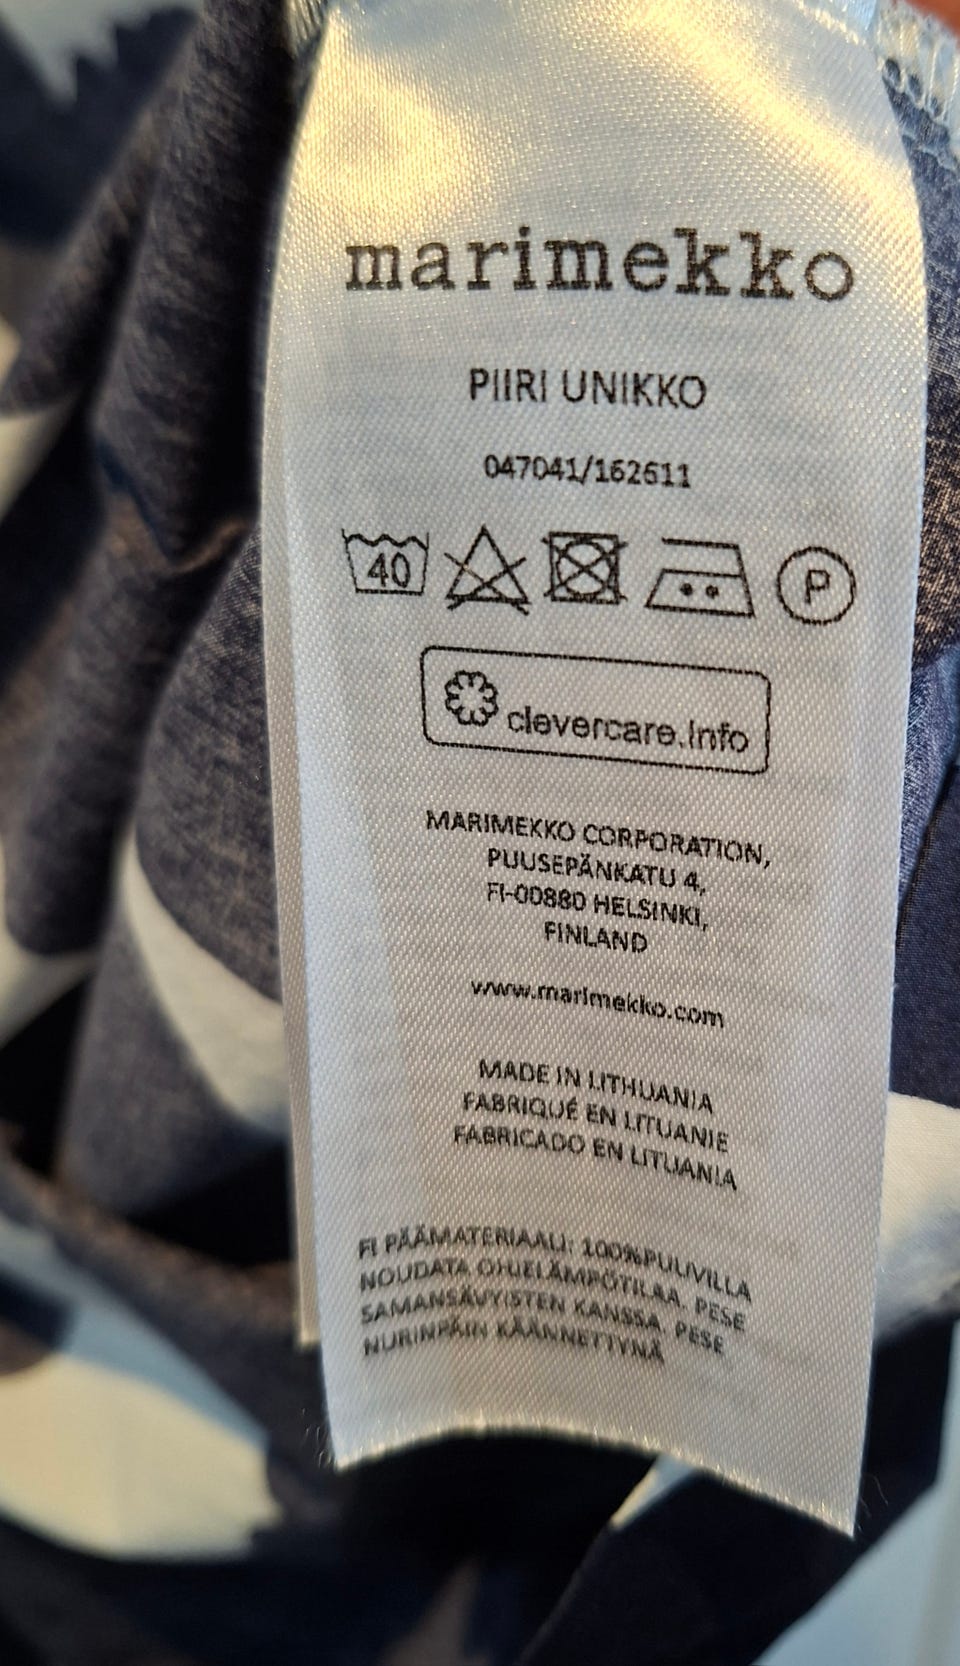 marimekko
PIIRI UNIKKO
047041/162611
40
P
clevercare.info
MARIMEKKO CORPORATION,
PUUSEPÄNKATU 4,
FI-00880 HELSINKI,
FINLAND
www.marimekko.com
MADE IN LITHUANIA
FABRIQUÉ EN LITUANIE
FABRICADO EN LITUANIA
FI PÄÄMATERIAALI: 100%PUUVILLA
NOUDATA OHJELÄMPÖTILAA. PESE
SAMANSÄVYISTEN KANSSA. PESE
NURINPÄIN KÄÄNNETTYNÄ